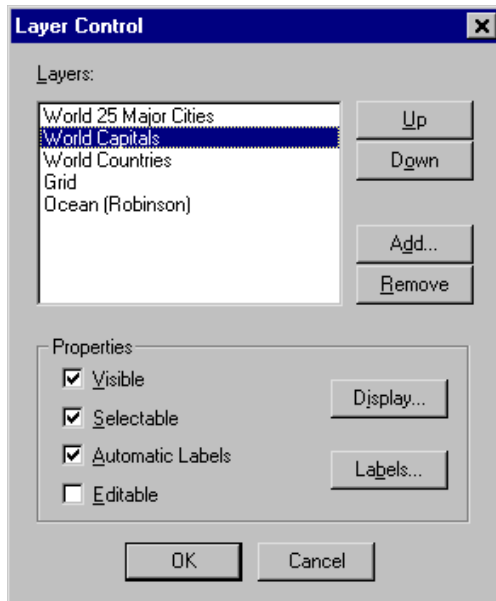 Layer Control
Layers:
World 25 Major Cities
World Capitals
World Countries
Grid
Ocean (Robinson)
Up
Down
Add...
Remove
Properties
Visible
Selectable
Automatic Labels
Editable
Display...
Labels...
OK
Cancel